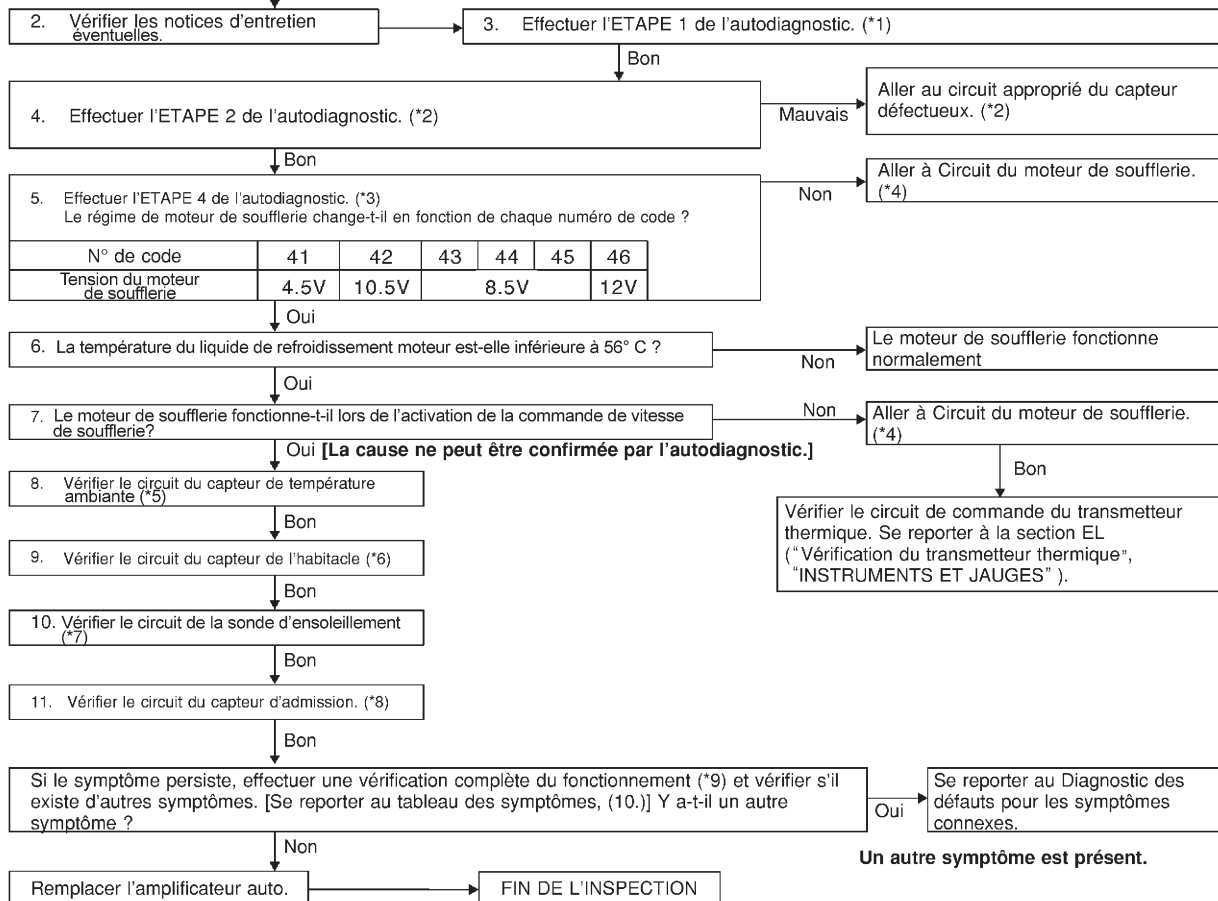 2. Vérifier les notices d'entretien
éventuelles.
3. Effectuer l'ETAPE 1 de l'autodiagnostic. (*1)
Bon
4. Effectuer l'ETAPE 2 de l'autodiagnostic. (*2)
Mauvais
Aller au circuit approprié du capteur
défectueux. (*2)
Bon
5. Effectuer l'ETAPE 4 de l'autodiagnostic. (*3)
Le régime de moteur de soufflerie change-t-il en fonction de chaque numéro de code ?
Non
Aller à Circuit du moteur de soufflerie.
(*4)
N° de code 41 42 43 44 45 46
Tension du moteur
de soufflerie
4.5V 10.5V 8.5V 12V
Oui
6. La température du liquide de refroidissement moteur est-elle inférieure à 56° C ?
Non
Le moteur de soufflerie fonctionne
normalement
Oui
7. Le moteur de soufflerie fonctionne-t-il lors de l'activation de la commande de vitesse
de soufflerie?
Non
Aller à Circuit du moteur de soufflerie.
(*4)
Oui [La cause ne peut être confirmée par l'autodiagnostic.]
Bon
8. Vérifier le circuit du capteur de température
ambiante (*5)
Vérifier le circuit de commande du transmetteur
thermique. Se reporter à la section EL
("Vérification du transmetteur thermique",
"INSTRUMENTS ET JAUGES" ).
Bon
9. Vérifier le circuit du capteur de l'habitacle (*6)
Bon
10. Vérifier le circuit de la sonde d'ensoleillement
(*7)
Bon
11. Vérifier le circuit du capteur d'admission. (*8)
Bon
Si le symptôme persiste, effectuer une vérification complète du fonctionnement (*9) et vérifier s'il
existe d'autres symptômes. [Se reporter au tableau des symptômes, (10.)] Y a-t-il un autre
symptôme ?
Oui
Se reporter au Diagnostic des
défauts pour les symptômes
connexes.
Non
Un autre symptôme est présent.
Remplacer l'amplificateur auto.
FIN DE L'INSPECTION